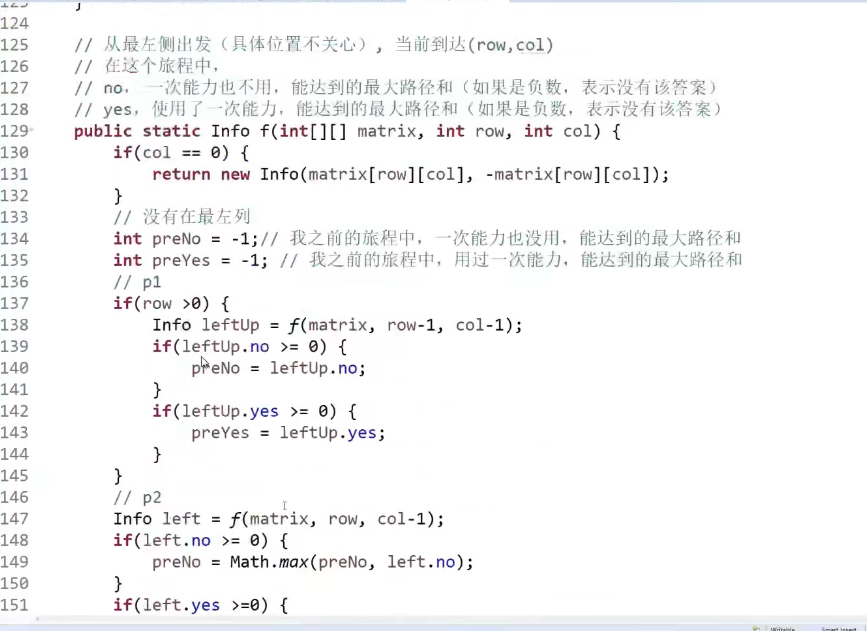 123 }
124
125 // 从最左侧出发（具体位置不关心）, 当前到达(row,col)
126 // 在这个旅程中，
127 // no， 一次能力也不用，能达到的最大路径和（如果是负数，表示没有该答案）
128 // yes，使用了一次能力，能达到的最大路径和（如果是负数，表示没有该答案）
129 public static Info f(int[][] matrix, int row, int col) {
130 if(col == 0) {
131 return new Info(matrix[row][col], -matrix[row][col]);
132 }
133 // 没有在最左列
134 int preNo = -1;// 我之前的旅程中，一次能力也没用，能达到的最大路径和
135 int preYes = -1; // 我之前的旅程中，用过一次能力，能达到的最大路径和
136 // p1
137 if(row >0) {
138 Info leftUp = f(matrix, row-1, col-1);
139 if(leftUp.no >= 0) {
140 preNo = leftUp.no;
141 }
142 if(leftUp.yes >= 0) {
143 preYes = leftUp.yes;
144 }
145 }
146 // p2
147 Info left = f(matrix, row, col-1);
148 if(left.no >= 0) {
149 preNo = Math.max(preNo, left.no);
150 }
151 if(left.yes >=0) {
Writable Smart Insert